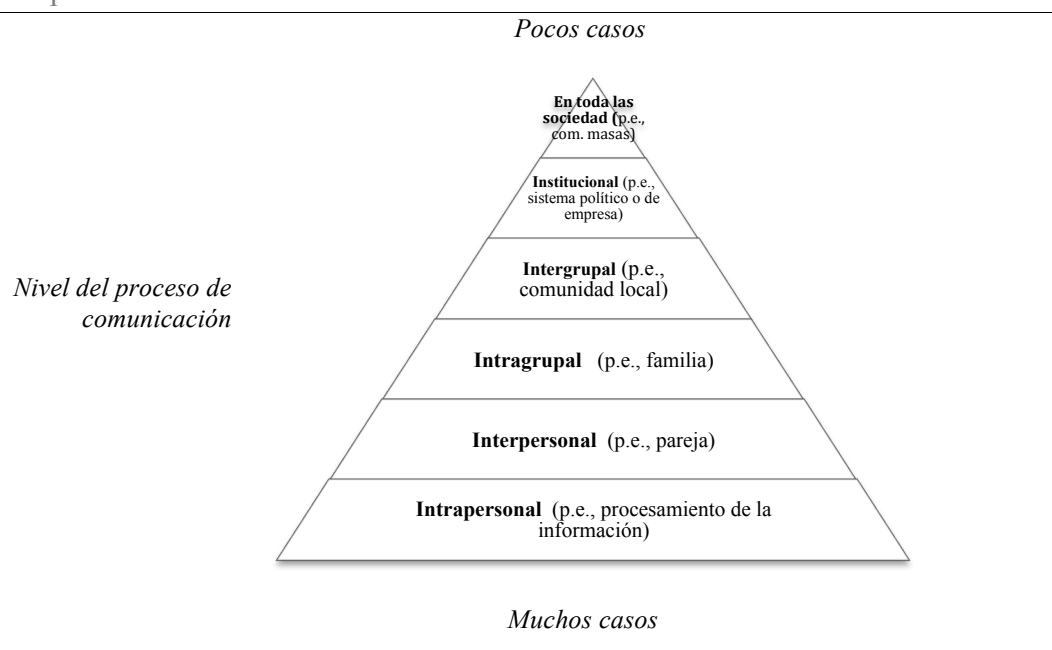 Pocos casos
En toda las
sociedad (p.e.,
com. masas)
Institucional (p.e.,
sistema político o de
empresa)
Intergrupal (p.e.,
comunidad local)
Nivel del proceso de
comunicación
Intragrupal (p.e., familia)
Interpersonal (p.e., pareja)
Intrapersonal (p.e., procesamiento de la
información)
Muchos casos